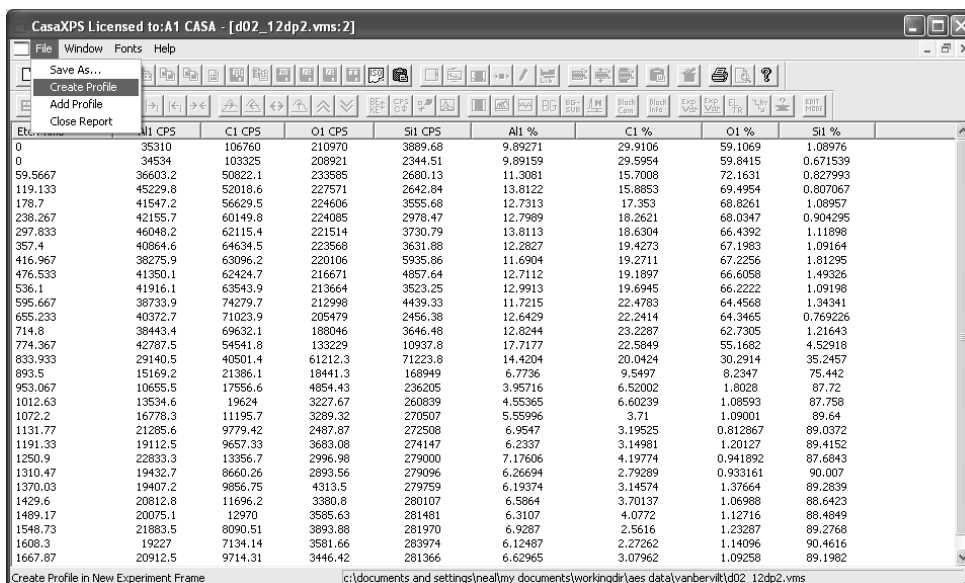 CasaXPS Licensed to:A1 CASA - [d02_12dp2.vms:2]
File Window Fonts Help
Save As...
Create Profile
Add Profile
Close Report
Al1 CPS C1 CPS O1 CPS Si1 CPS Al1 % C1 % O1 % Si1 %
0 35310 106760 210970 3889.68 9.89271 29.9106 59.1069 1.08976
0 34534 103325 208921 2344.51 9.89159 29.5954 59.8415 0.671539
59.5667 36603.2 50822.1 233585 2680.13 11.3081 15.7008 72.1631 0.827993
119.133 45229.8 52018.6 227571 2642.84 13.8122 15.8853 69.4954 0.807067
178.7 41547.2 56629.5 224606 3555.68 12.7313 17.353 68.8261 1.08957
238.267 42155.7 60149.8 224085 2978.47 12.7989 18.2621 68.0347 0.904295
297.833 46048.2 62115.4 221514 3730.79 13.8113 18.6304 66.4392 1.11898
357.4 40864.6 64634.5 223568 3631.88 12.2827 19.4273 67.1983 1.09164
416.967 38275.9 63096.2 220106 5935.86 11.6904 19.2711 67.2256 1.81295
476.533 41350.1 62424.7 216671 4857.64 12.7112 19.1897 66.6058 1.49326
536.1 41916.1 63543.9 213664 3523.25 12.9913 19.6945 66.2222 1.09198
595.667 38733.9 74279.7 212998 4439.33 11.7215 22.4783 64.4568 1.34341
655.233 40372.7 71023.9 205479 2456.38 12.6429 22.2414 64.3465 0.769226
714.8 38443.4 69632.1 188046 3646.48 12.8244 23.2287 62.7305 1.21643
774.367 42787.5 54541.8 133229 10937.8 17.7177 22.5849 55.1682 4.52918
833.933 29140.5 40501.4 61212.3 71223.8 14.4204 20.0424 30.2914 35.2457
893.5 15169.2 21386.1 18441.3 168949 6.7736 9.5497 8.2347 75.442
953.067 10655.5 17556.6 4854.43 236205 3.95716 6.52002 1.8028 87.72
1012.63 13534.6 19624 3227.67 260839 4.55365 6.60239 1.08593 87.758
1072.2 16778.3 11195.7 3289.32 270507 5.55996 3.71 1.09001 89.64
1131.77 21285.6 9779.42 2487.87 272508 6.9547 3.19525 0.812867 89.0372
1191.33 19112.5 9657.33 3683.08 274147 6.2337 3.14981 1.20127 89.4152
1250.9 22833.3 13356.7 2996.98 279000 7.17606 4.19774 0.941892 87.6843
1310.47 19432.7 8660.26 2893.56 279096 6.26694 2.79289 0.933161 90.007
1370.03 19407.2 9856.75 4313.5 279759 6.19374 3.14574 1.37664 89.2839
1429.6 20812.8 11696.2 3380.8 280107 6.5864 3.70137 1.06988 88.6423
1489.17 20075.1 12970 3585.63 281481 6.3107 4.0772 1.12716 88.4849
1548.73 21883.5 8090.51 3893.88 281970 6.9287 2.5616 1.23287 89.2768
1608.3 19227 7134.14 3581.66 283974 6.12487 2.27262 1.14096 90.4616
1667.87 20912.5 9714.31 3446.42 281366 6.62965 3.07962 1.09258 89.1982
Create Profile in New Experiment Frame c:\documents and settings\neal\my documents\workingdir\aes data\vanbervilt\d02_12dp2.vms